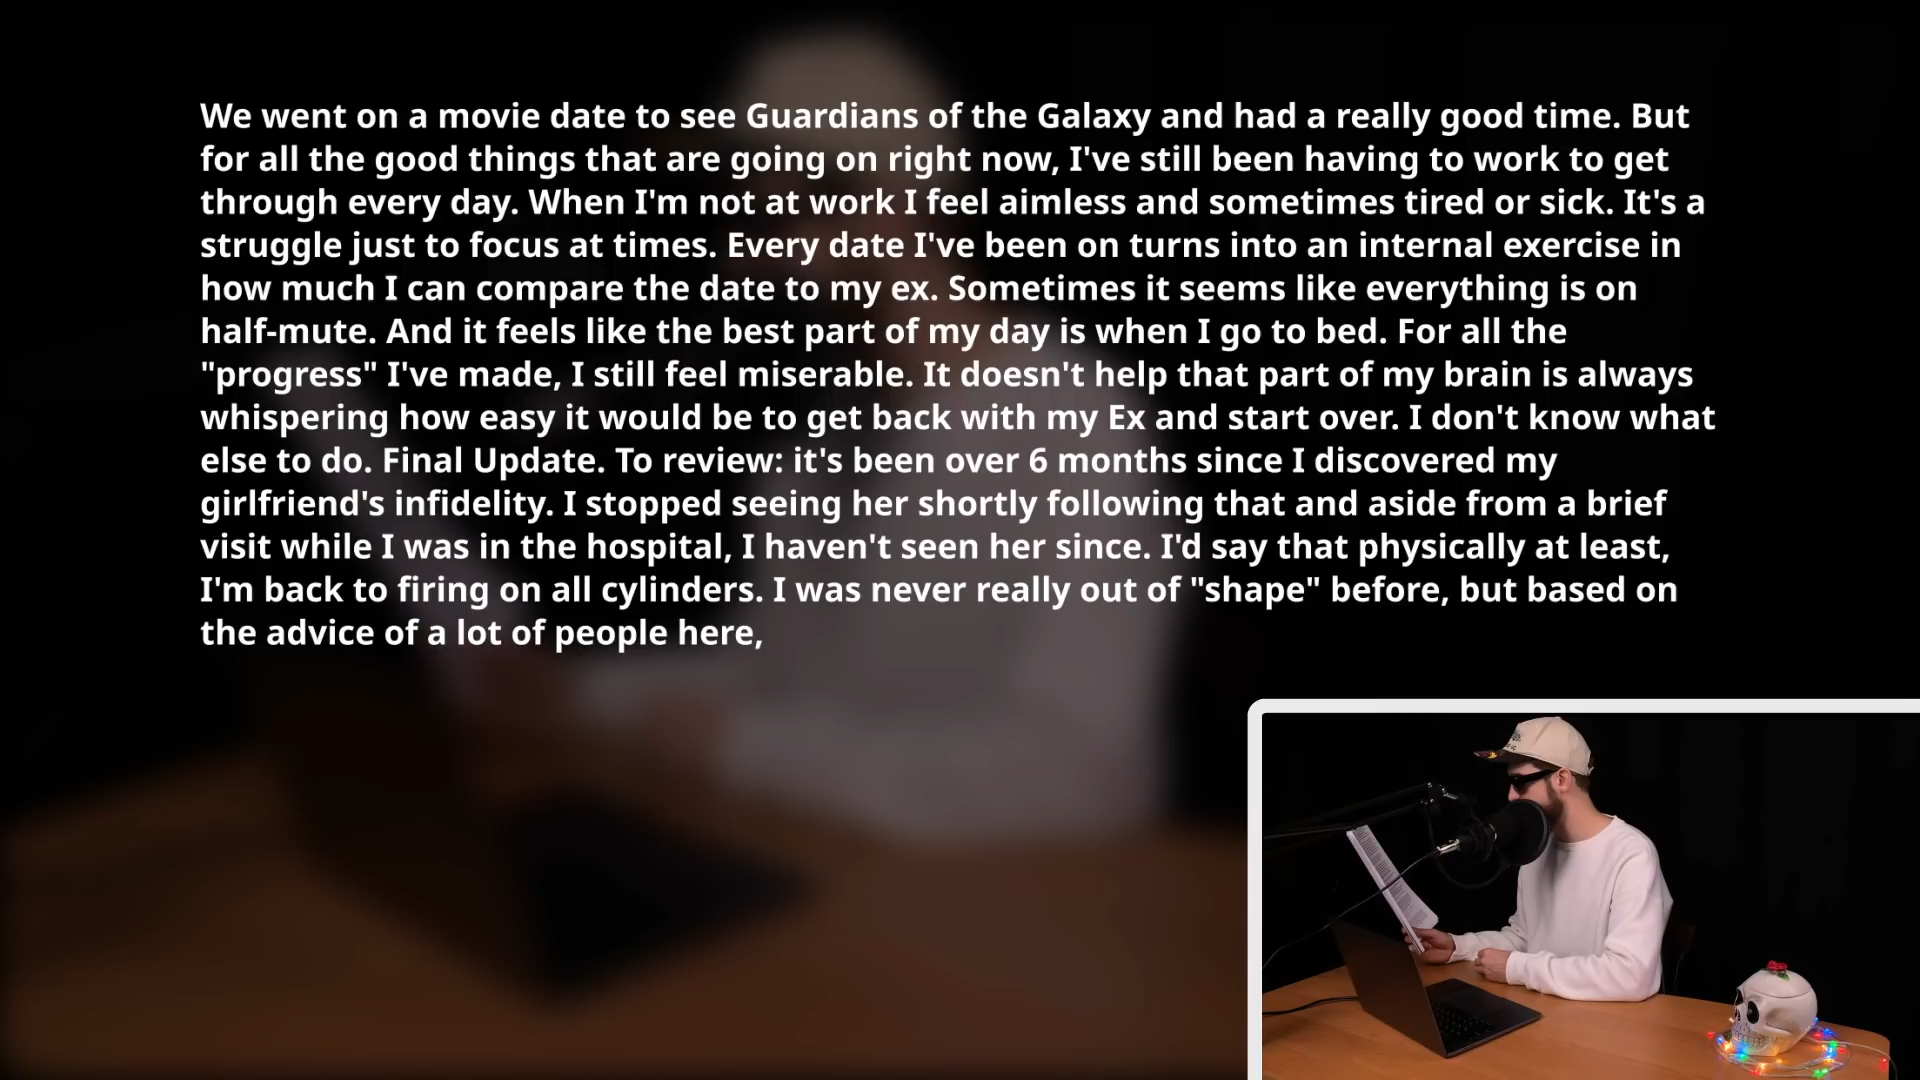 We went on a movie date to see Guardians of the Galaxy and had a really good time. But
for all the good things that are going on right now, I've still been having to work to get
through every day. When I'm not at work I feel aimless and sometimes tired or sick. It's a
struggle just to focus at times. Every date I've been on turns into an internal exercise in
how much I can compare the date to my ex. Sometimes it seems like everything is on
half-mute. And it feels like the best part of my day is when I go to bed. For all the
"progress" I've made, I still feel miserable. It doesn't help that part of my brain is always
whispering how easy it would be to get back with my Ex and start over. I don't know what
else to do. Final Update. To review: it's been over 6 months since I discovered my
girlfriend's infidelity. I stopped seeing her shortly following that and aside from a brief
visit while I was in the hospital, I haven't seen her since. I'd say that physically at least,
I'm back to firing on all cylinders. I was never really out of "shape" before, but based on
the advice of a lot of people here,